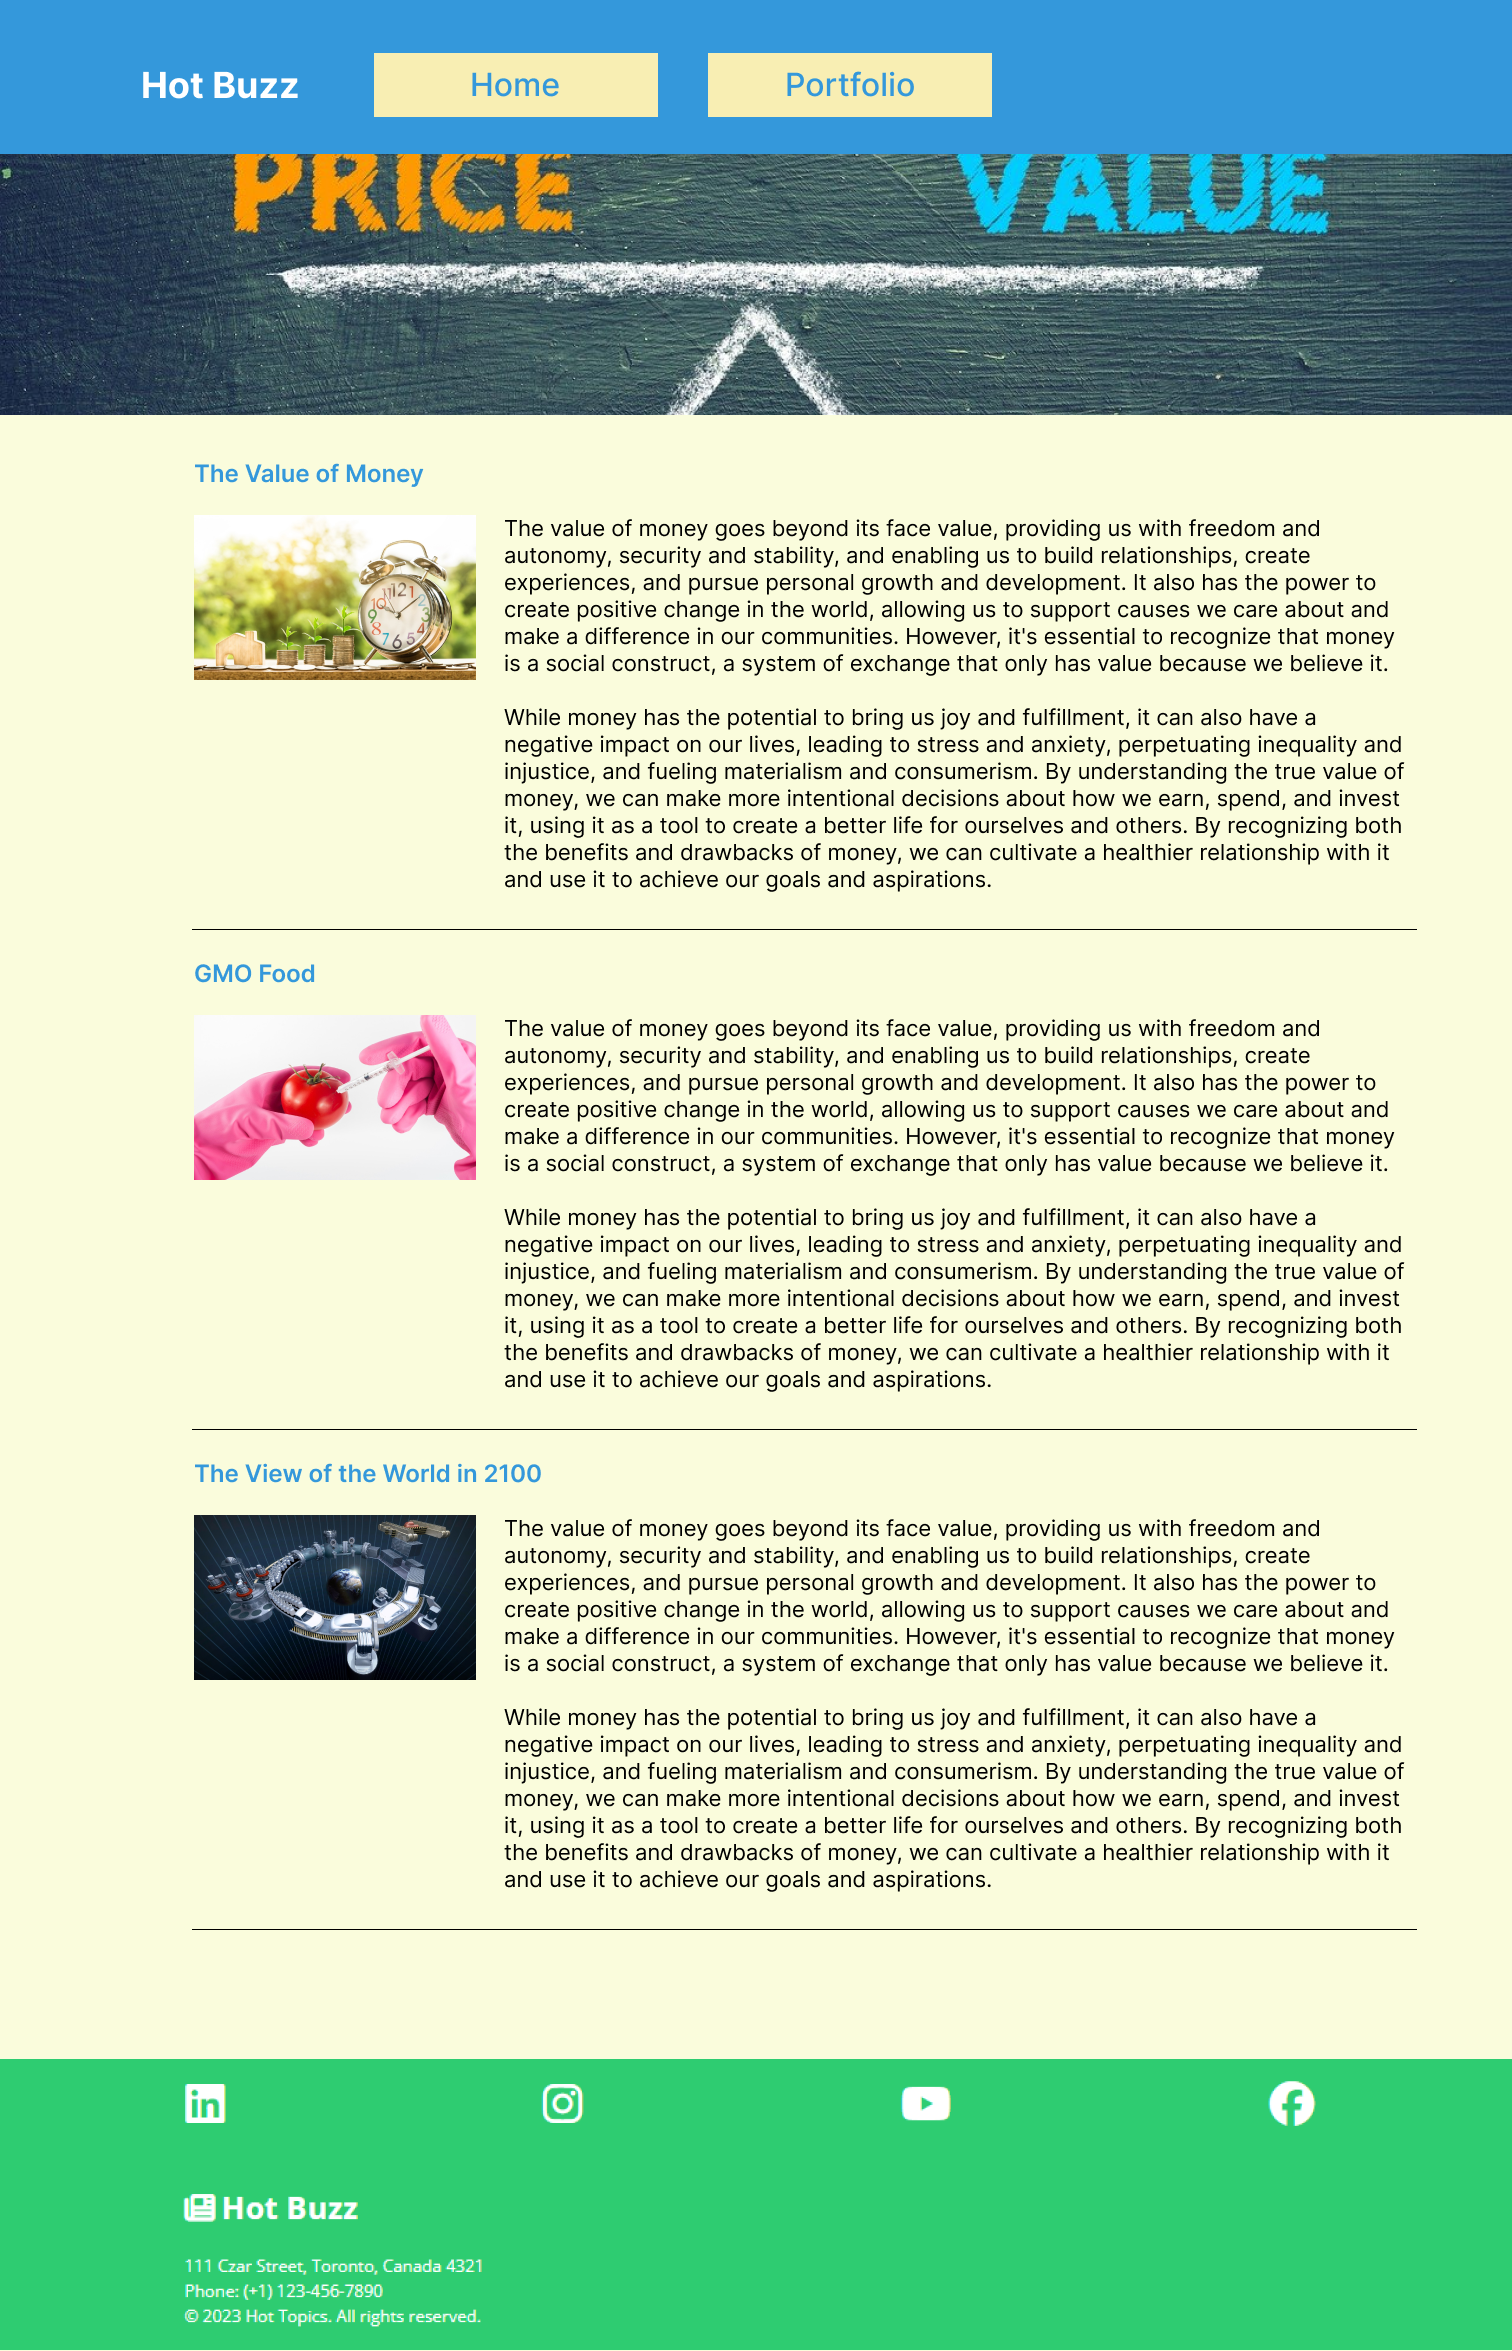 Hot Buzz
Home
Portfolio
PRICE
VALUE
The Value of Money
The value of money goes beyond its face value, providing us with freedom and
autonomy, security and stability, and enabling us to build relationships, create
experiences, and pursue personal growth and development. It also has the power to
create positive change in the world, allowing us to support causes we care about and
make a difference in our communities. However, it's essential to recognize that money
is a social construct, a system of exchange that only has value because we believe it.
While money has the potential to bring us joy and fulfillment, it can also have a
negative impact on our lives, leading to stress and anxiety, perpetuating inequality and
injustice, and fueling materialism and consumerism. By understanding the true value of
money, we can make more intentional decisions about how we earn, spend, and invest
it, using it as a tool to create a better life for ourselves and others. By recognizing both
the benefits and drawbacks of money, we can cultivate a healthier relationship with it
and use it to achieve our goals and aspirations.
GMO Food
The value of money goes beyond its face value, providing us with freedom and
autonomy, security and stability, and enabling us to build relationships, create
experiences, and pursue personal growth and development. It also has the power to
create positive change in the world, allowing us to support causes we care about and
make a difference in our communities. However, it's essential to recognize that money
is a social construct, a system of exchange that only has value because we believe it.
While money has the potential to bring us joy and fulfillment, it can also have a
negative impact on our lives, leading to stress and anxiety, perpetuating inequality and
injustice, and fueling materialism and consumerism. By understanding the true value of
money, we can make more intentional decisions about how we earn, spend, and invest
it, using it as a tool to create a better life for ourselves and others. By recognizing both
the benefits and drawbacks of money, we can cultivate a healthier relationship with it
and use it to achieve our goals and aspirations.
The View of the World in 2100
The value of money goes beyond its face value, providing us with freedom and
autonomy, security and stability, and enabling us to build relationships, create
experiences, and pursue personal growth and development. It also has the power to
create positive change in the world, allowing us to support causes we care about and
make a difference in our communities. However, it's essential to recognize that money
is a social construct, a system of exchange that only has value because we believe it.
While money has the potential to bring us joy and fulfillment, it can also have a
negative impact on our lives, leading to stress and anxiety, perpetuating inequality and
injustice, and fueling materialism and consumerism. By understanding the true value of
money, we can make more intentional decisions about how we earn, spend, and invest
it, using it as a tool to create a better life for ourselves and others. By recognizing both
the benefits and drawbacks of money, we can cultivate a healthier relationship with it
and use it to achieve our goals and aspirations.
in
Hot Buzz
111 Czar Street, Toronto, Canada 4321
Phone: (+1) 123-456-7890
© 2023 Hot Topics. All rights reserved.